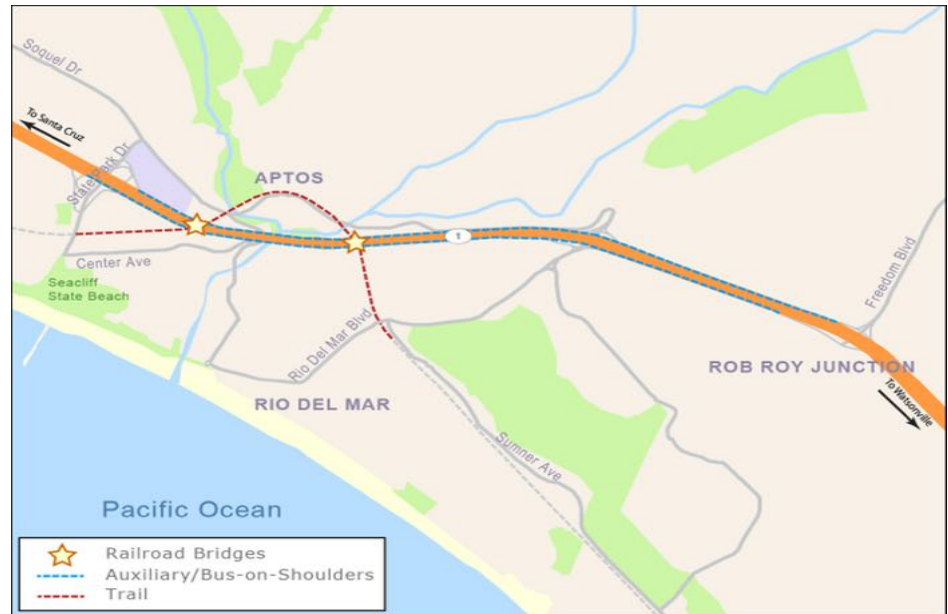 Soquel Dr
To Santa Cruz
State Park Dr
APTOS
1
Center Ave
Seacliff
State Beach
Freedom Blvd
Rio Del Mar Blvd
ROB ROY JUNCTION
To Watsonville
RIO DEL MAR
Sumner Ave
Pacific Ocean
Railroad Bridges
Auxiliary/Bus-on-Shoulders
Trail